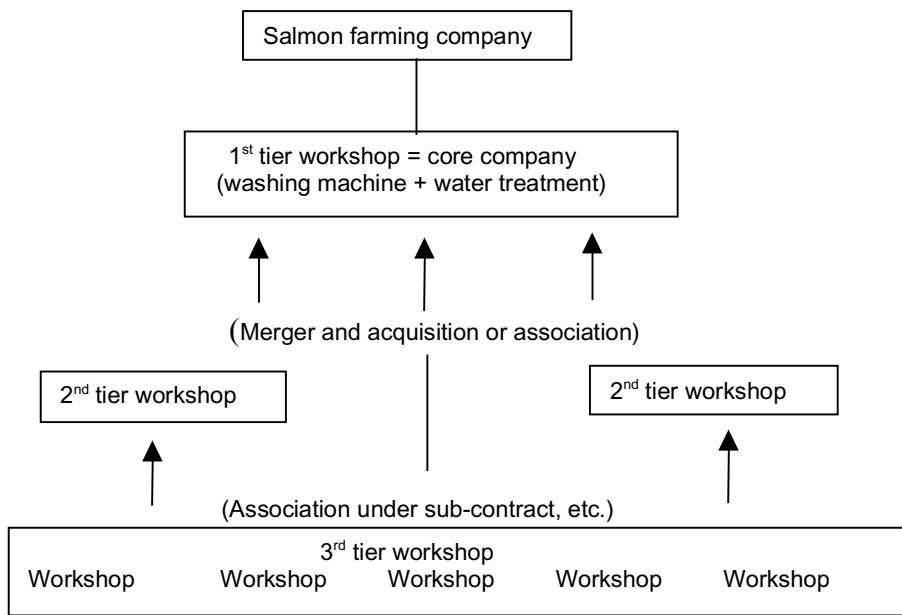 Salmon farming company
1st tier workshop = core company
(washing machine + water treatment)
(Merger and acquisition or association)
2nd tier workshop
2nd tier workshop
(Association under sub-contract, etc.)
3rd tier workshop
Workshop Workshop Workshop Workshop Workshop